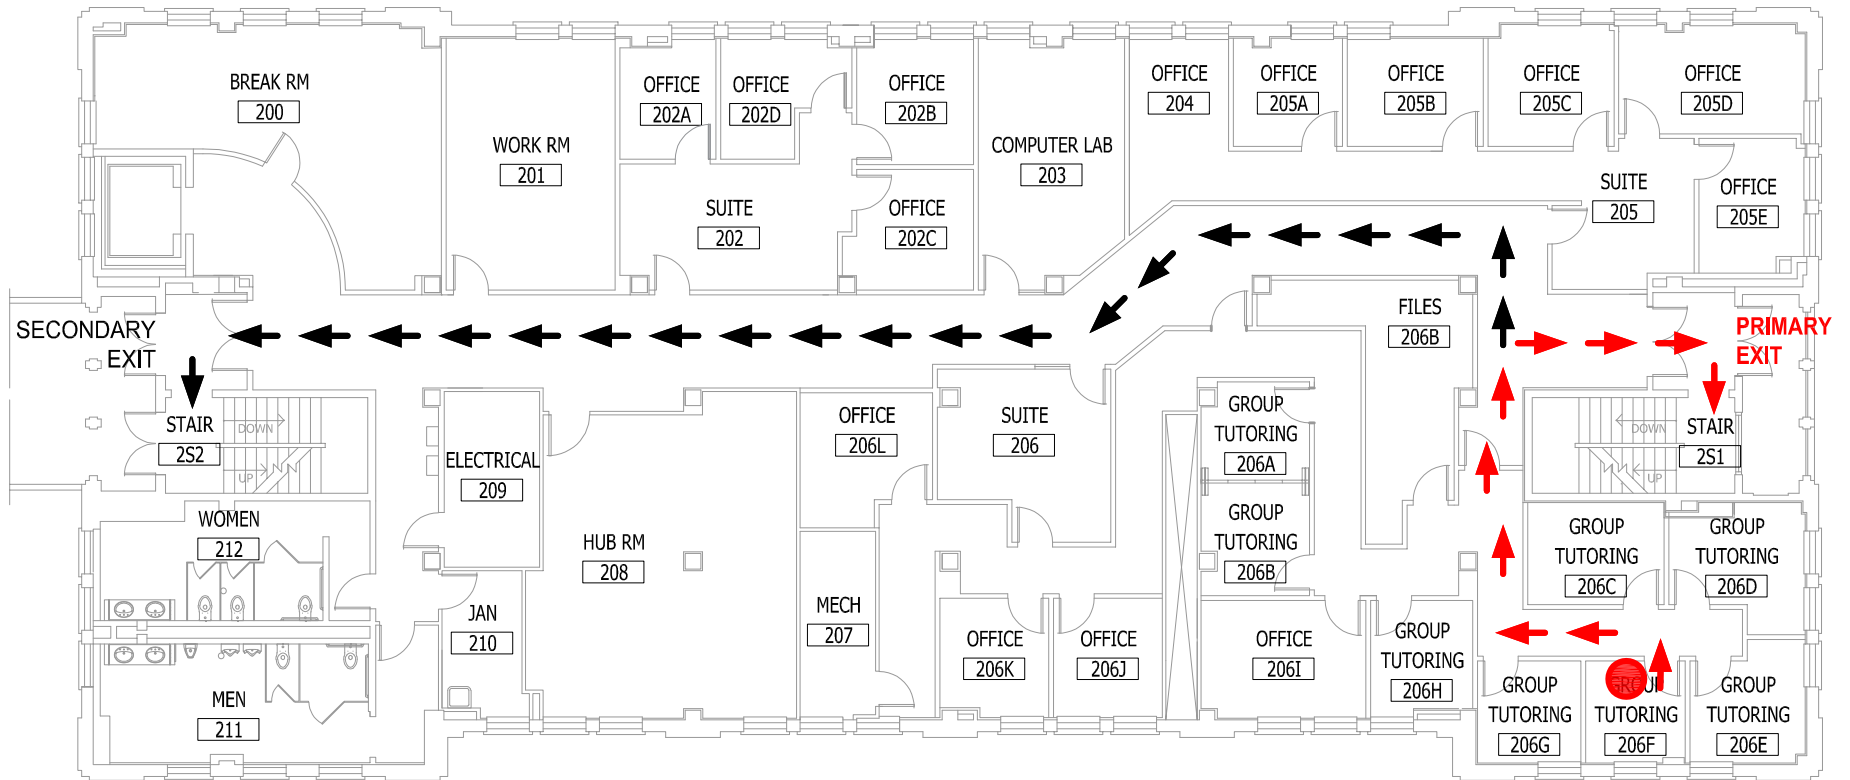 BREAK RM
200
WORK RM
201
OFFICE
202A
OFFICE
202D
OFFICE
202B
SUITE
202
OFFICE
202C
COMPUTER LAB
203
OFFICE
204
OFFICE
205A
OFFICE
205B
OFFICE
205C
OFFICE
205D
SUITE
205
OFFICE
205E
SECONDARY
EXIT
FILES
206B
PRIMARY
EXIT
STAIR
2S2
DOWN
UP
ELECTRICAL
209
OFFICE
206L
SUITE
206
GROUP
TUTORING
206A
GROUP
TUTORING
206B
STAIR
2S1
DOWN
UP
WOMEN
212
HUB RM
208
GROUP
TUTORING
206C
GROUP
TUTORING
206D
JAN
210
MECH
207
OFFICE
206K
OFFICE
206J
OFFICE
206I
GROUP
TUTORING
206H
MEN
211
GROUP
TUTORING
206G
GROUP
TUTORING
206F
GROUP
TUTORING
206E